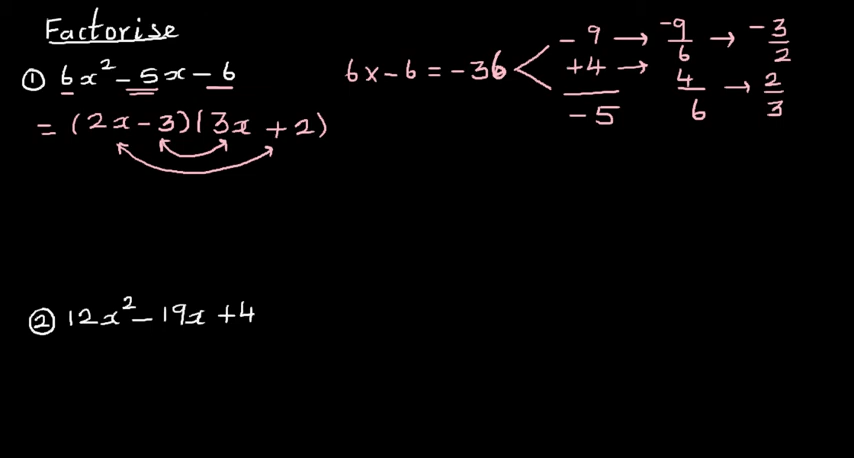 Factorise
① 6x² - 5x - 6
= (2x - 3)(3x + 2)
6 x - 6 = - 36
- 9 → -9/6 → - 3/2
+4 → 4/6 → 2/3
- 5
② 12x² - 19x + 4